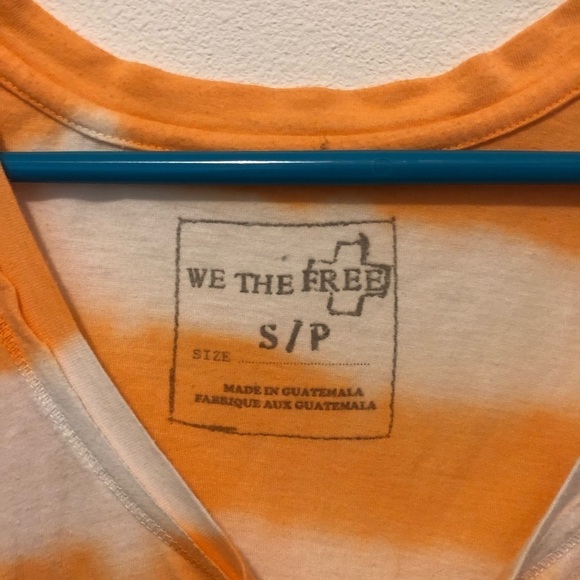 WE THE FREE
S/P
SIZE
MADE IN GUATEMALA
FABRIQUE AUX GUATEMALA